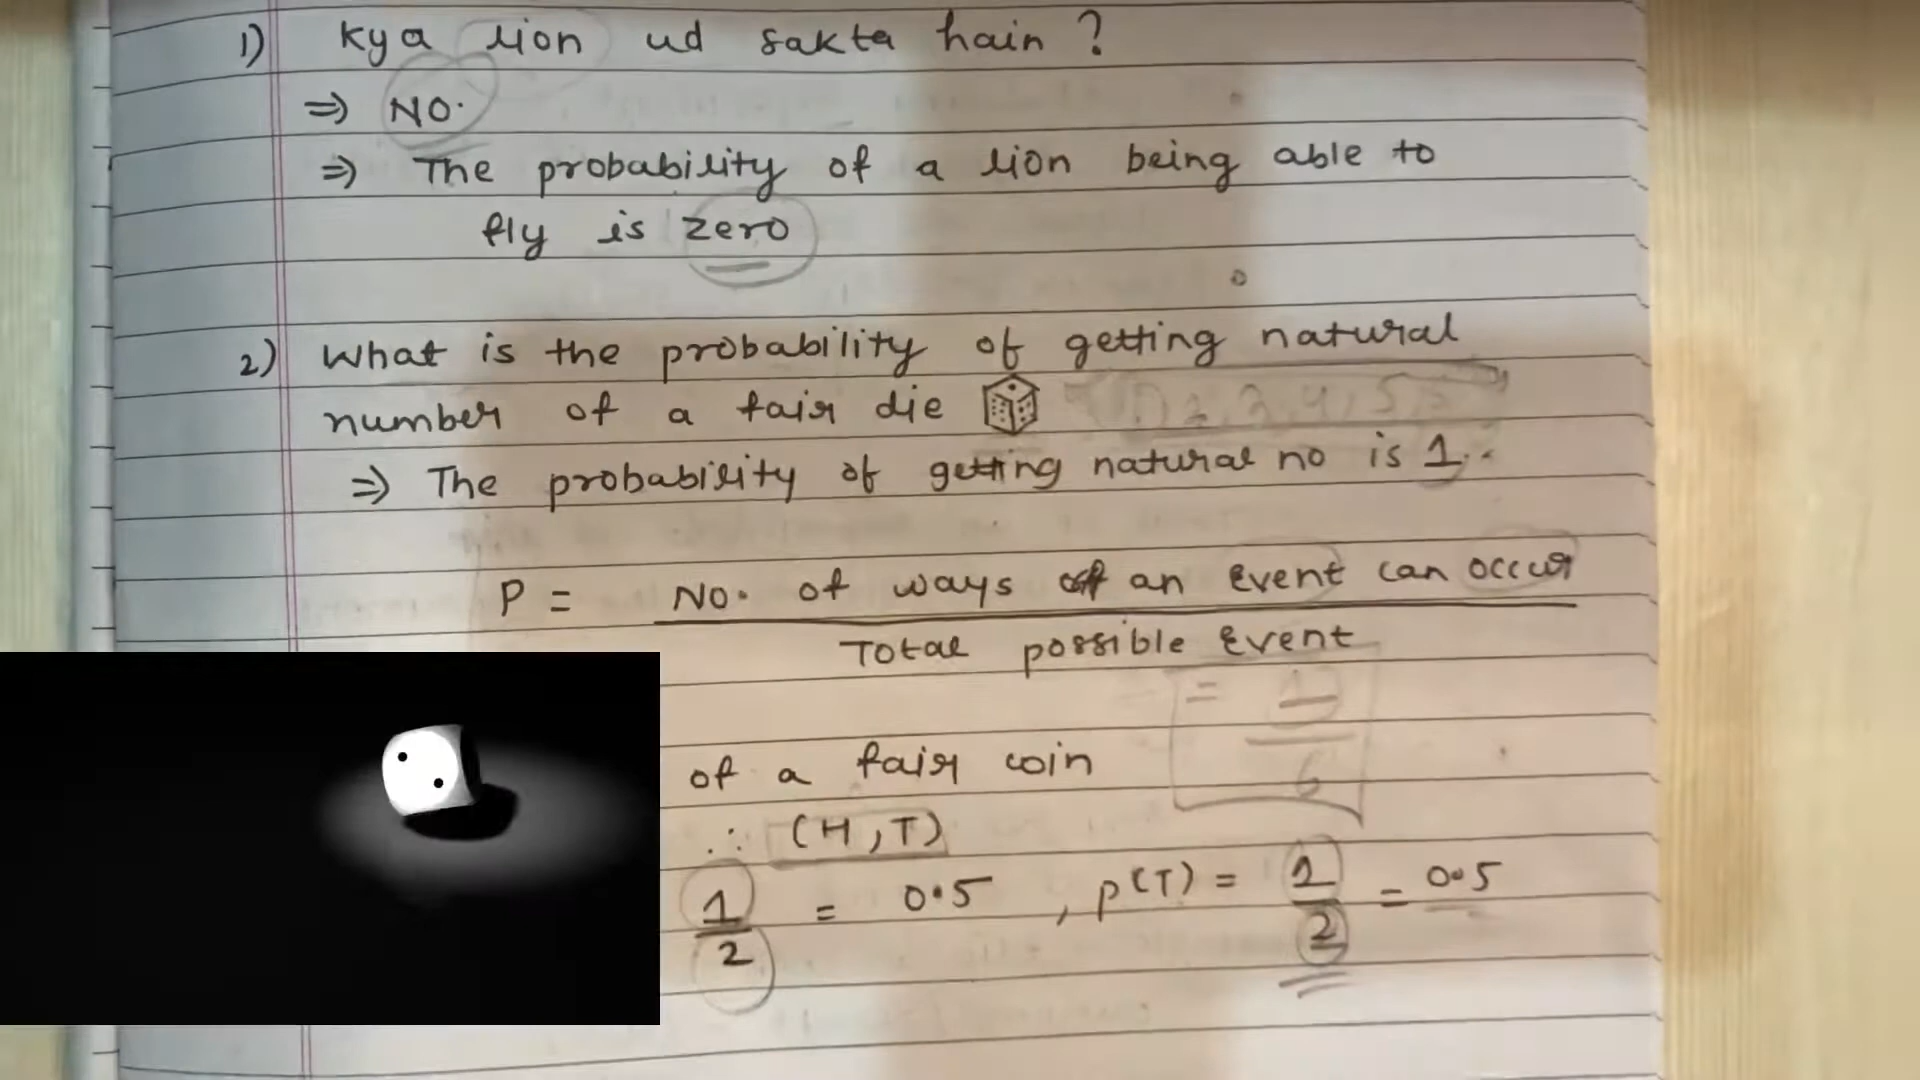 1) kya lion ud sakta hain ?
⇒ NO.
⇒ The probability of a lion being able to
fly is zero
2) What is the probability of getting natural
number of a fair die
⇒ The probability of getting natural no is 1.
P = No. of ways of an Event can occur
Total possible Event
= 1
6
of a fair coin
∴ (H,T)
1/2 = 0.5 , P(T) = 1/2 = 0.5